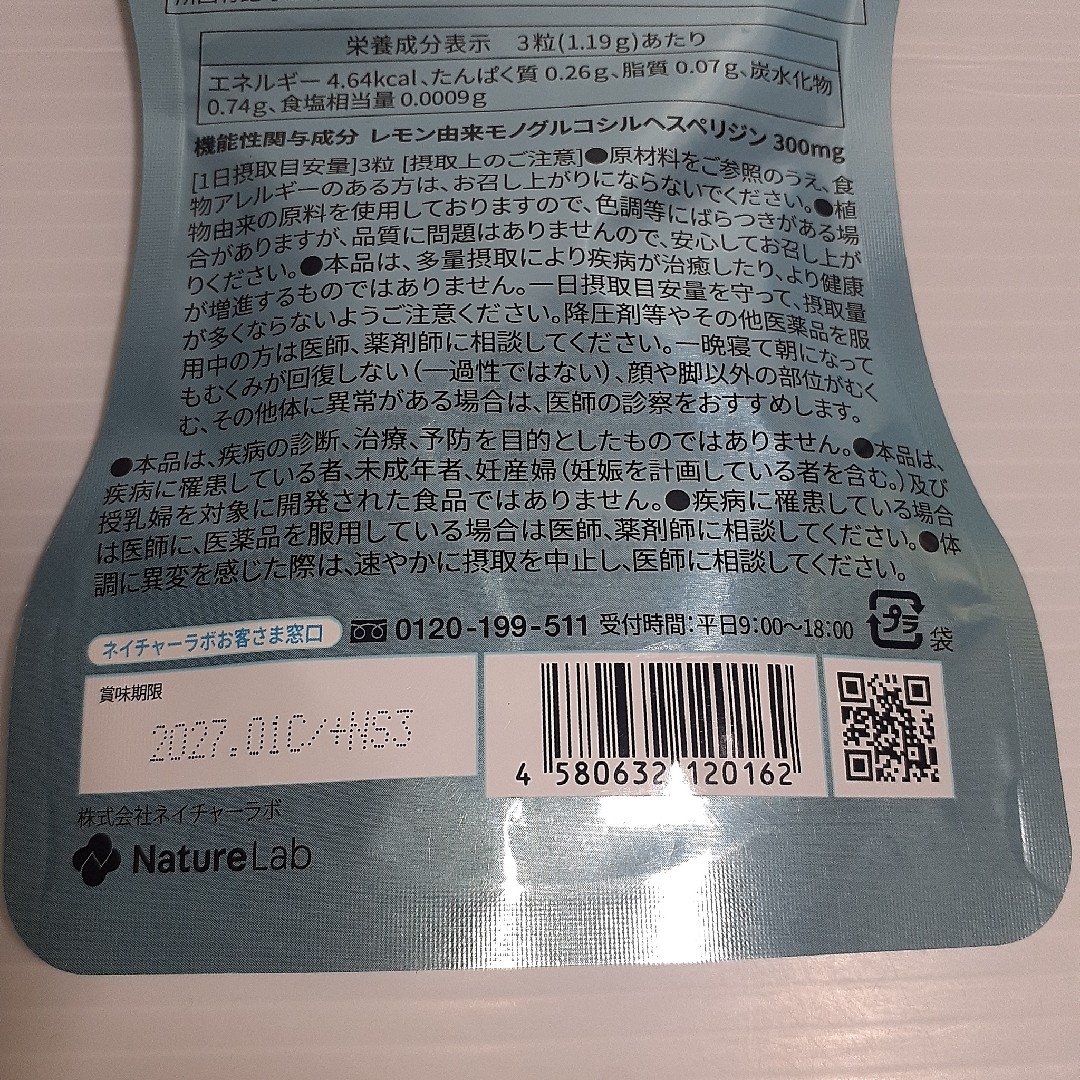 栄養成分表示 3粒(1.19g)あたり
エネルギー 4.64kcal、たんぱく質 0.26g、脂質 0.07g、炭水化物
0.74g、食塩相当量 0.0009g
機能性関与成分 レモン由来モノグルコシルヘスペリジン 300mg
[1日摂取目安量]3粒 [摂取上のご注意]●原材料をご参照のうえ、食
物アレルギーのある方は、お召し上がりにならないでください。●植
物由来の原料を使用しておりますので、色調等にばらつきがある場
合がありますが、品質に問題はありませんので、安心してお召し上が
りください。●本品は、多量摂取により疾病が治癒したり、より健康
が増進するものではありません。一日摂取目安量を守って、摂取量
が多くならないようご注意ください。降圧剤等やその他医薬品を服
用中の方は医師、薬剤師に相談してください。一晩寝て朝になって
もむくみが回復しない(一過性ではない)、顔や脚以外の部位がむく
む、その他体に異常がある場合は、医師の診察をおすすめします。
●本品は、疾病の診断、治療、予防を目的としたものではありません。●本品は、
疾病に罹患している者、未成年者、妊産婦(妊娠を計画している者を含む。)及び
授乳婦を対象に開発された食品ではありません。●疾病に罹患している場合
は医師に、医薬品を服用している場合は医師、薬剤師に相談してください。●体
調に異変を感じた際は、速やかに摂取を中止し、医師に相談してください。
ネイチャーラボお客さま窓口 0120-199-511 受付時間:平日9:00〜18:00
プラ 袋
賞味期限
2027.01C/4NS3
4 580632 120162
株式会社ネイチャーラボ
NatureLab